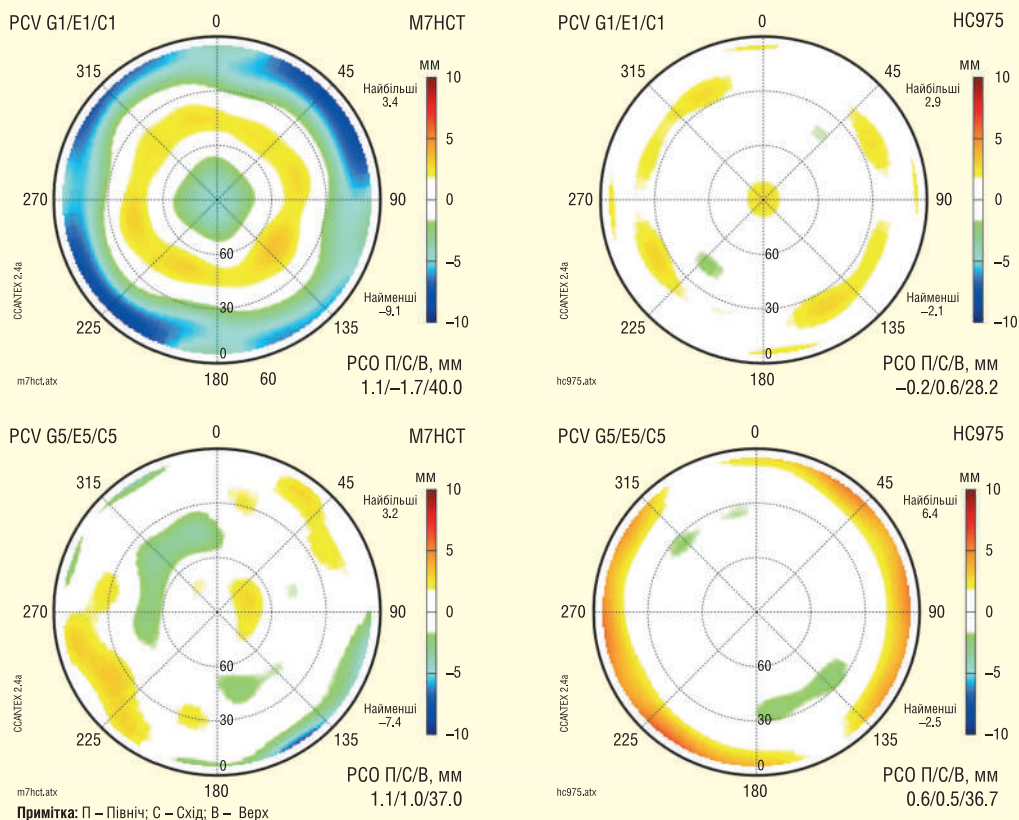 PCV G1/E1/C1
M7HCT
0
45
90
135
180
225
270
315
60
30
0
60
мм
10
5
0
–5
–10
Найбільші
3.4
Найменші
–9.1
CCANTEX 2.4a
m7hct.atx
РСО П/С/В, мм
1.1/–1.7/40.0
PCV G1/E1/C1
HC975
0
45
90
135
180
225
270
315
60
30
0
мм
10
5
0
–5
–10
Найбільші
2.9
Найменші
–2.1
CCANTEX 2.4a
hc975.atx
РСО П/С/В, мм
–0.2/0.6/28.2
PCV G5/E5/C5
M7HCT
0
45
90
135
180
225
270
315
60
30
0
мм
10
5
0
–5
–10
Найбільші
3.2
Найменші
–7.4
CCANTEX 2.4a
m7hct.atx
РСО П/С/В, мм
1.1/1.0/37.0
PCV G5/E5/C5
HC975
0
45
90
135
180
225
270
315
60
30
0
мм
10
5
0
–5
–10
Найбільші
6.4
Найменші
–2.5
CCANTEX 2.4a
hc975.atx
РСО П/С/В, мм
0.6/0.5/36.7
Примітка: П – Північ; С – Схід; В – Верх